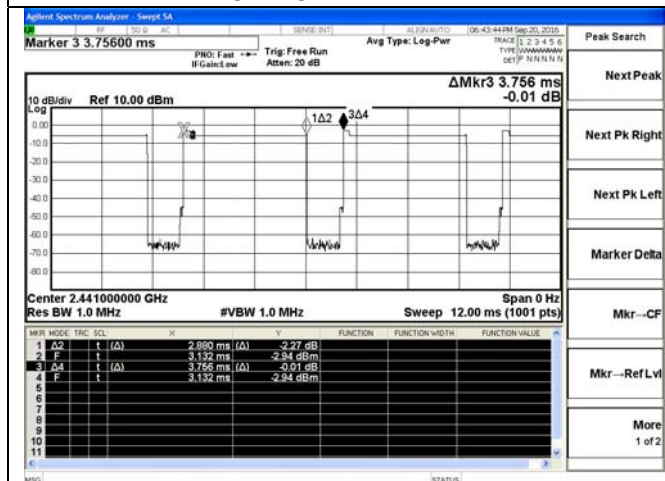 Agilent Spectrum Analyzer - Swept SA
RF 50 Ω AC SENSE:INT ALIGN AUTO 06:43:44 PM Sep 20, 2016
Marker 3 3.75600 ms
PNO: Fast Trig: Free Run Avg Type: Log-Pwr TRACE 1 2 3 4 5 6
IFGain:Low Atten: 20 dB TYPE
DET P N N N N N
Peak Search
Next Peak
Next Pk Right
Next Pk Left
Marker Delta
Mkr→CF
Mkr→Ref Lvl
More
1 of 2
ΔMkr3 3.756 ms
-0.01 dB
10 dB/div Ref 10.00 dBm
Log
1Δ2 3Δ4
0.00
-10.0
-20.0
-30.0
-40.0
-50.0
-60.0
-70.0
-80.0
Center 2.441000000 GHz Span 0 Hz
Res BW 1.0 MHz #VBW 1.0 MHz Sweep 12.00 ms (1001 pts)
MKR MODE TRC SCL X Y FUNCTION FUNCTION WIDTH FUNCTION VALUE
1 Δ2 t (Δ) 2.880 ms (Δ) -2.27 dB
2 F t 3.132 ms -2.94 dBm
3 Δ4 t (Δ) 3.756 ms (Δ) -0.01 dB
4 F t 3.132 ms -2.94 dBm
5
6
7
8
9
10
11
MSG STATUS